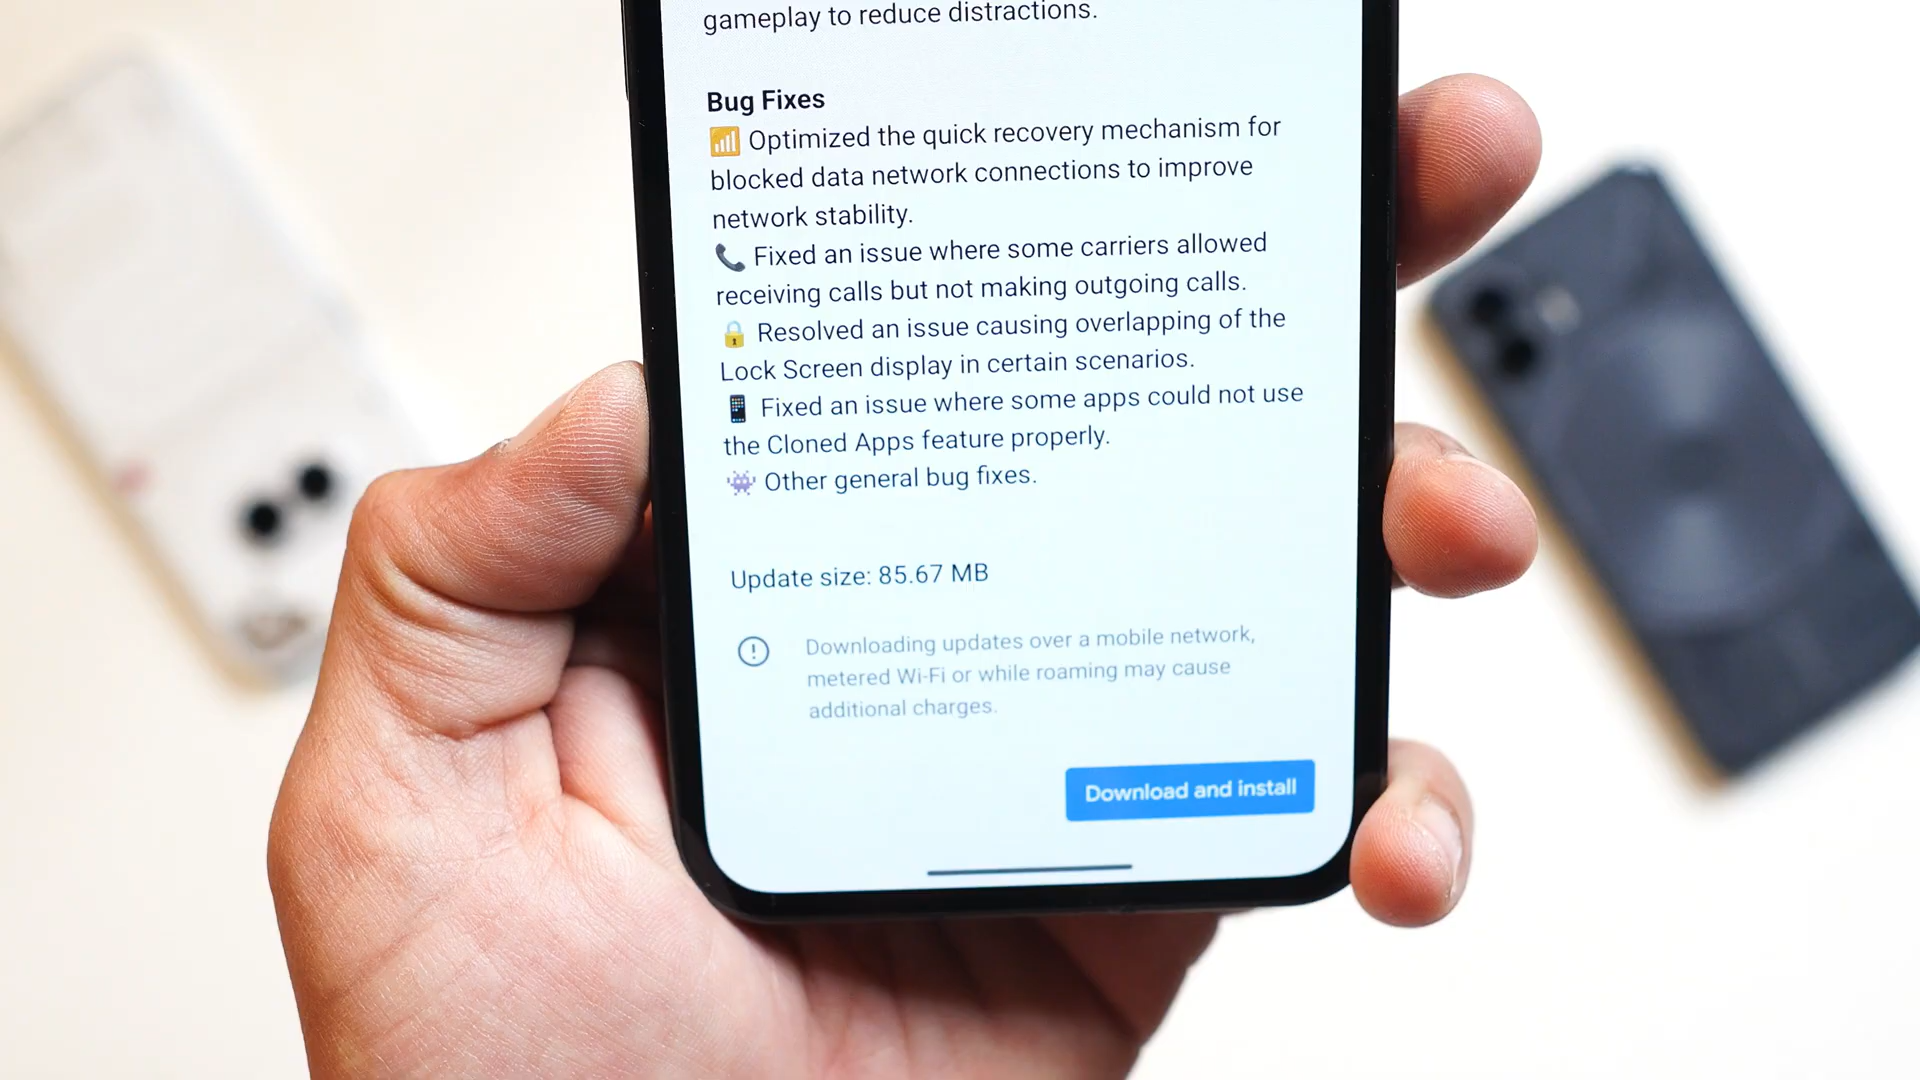 gameplay to reduce distractions.
Bug Fixes
📶 Optimized the quick recovery mechanism for
blocked data network connections to improve
network stability.
📞 Fixed an issue where some carriers allowed
receiving calls but not making outgoing calls.
🔒 Resolved an issue causing overlapping of the
Lock Screen display in certain scenarios.
📱 Fixed an issue where some apps could not use
the Cloned Apps feature properly.
👾 Other general bug fixes.
Update size: 85.67 MB
Downloading updates over a mobile network,
metered Wi-Fi or while roaming may cause
additional charges.
Download and install